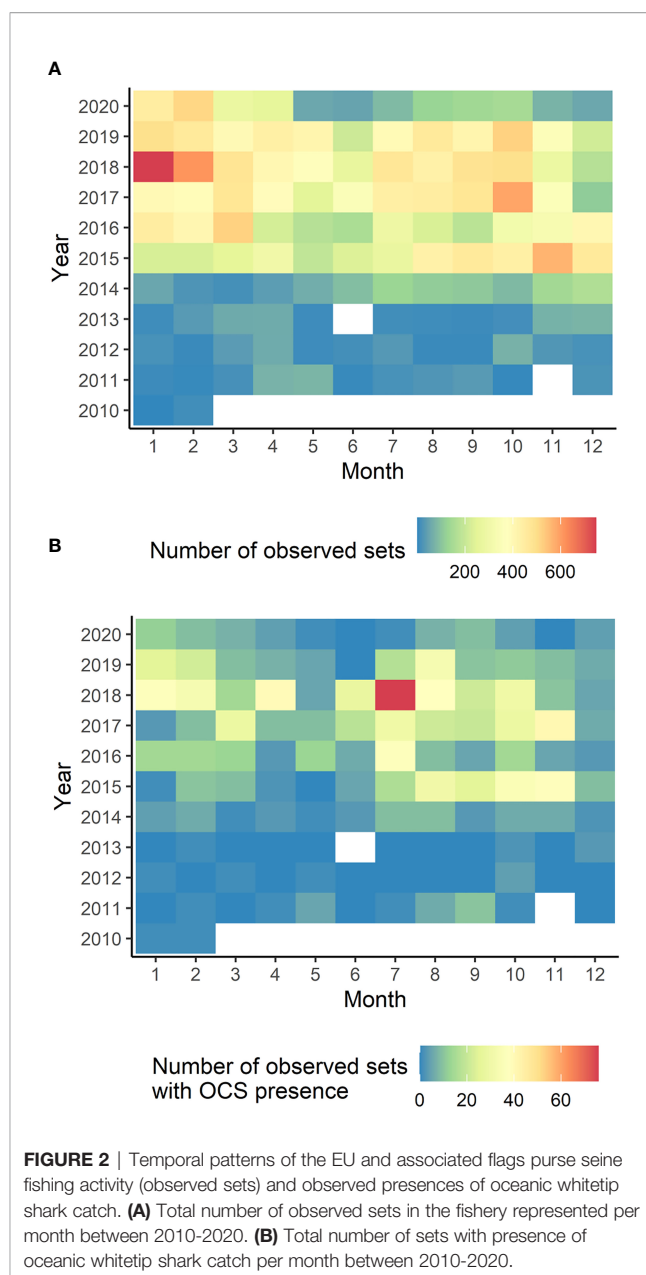 A
2020
2019
2018
2017
2016
2015
2014
2013
2012
2011
2010
Year
1 2 3 4 5 6 7 8 9 10 11 12
Month
Number of observed sets
200 400 600
B
2020
2019
2018
2017
2016
2015
2014
2013
2012
2011
2010
Year
1 2 3 4 5 6 7 8 9 10 11 12
Month
Number of observed sets
with OCS presence
0 20 40 60
FIGURE 2 | Temporal patterns of the EU and associated flags purse seine
fishing activity (observed sets) and observed presences of oceanic whitetip
shark catch. (A) Total number of observed sets in the fishery represented per
month between 2010-2020. (B) Total number of sets with presence of
oceanic whitetip shark catch per month between 2010-2020.